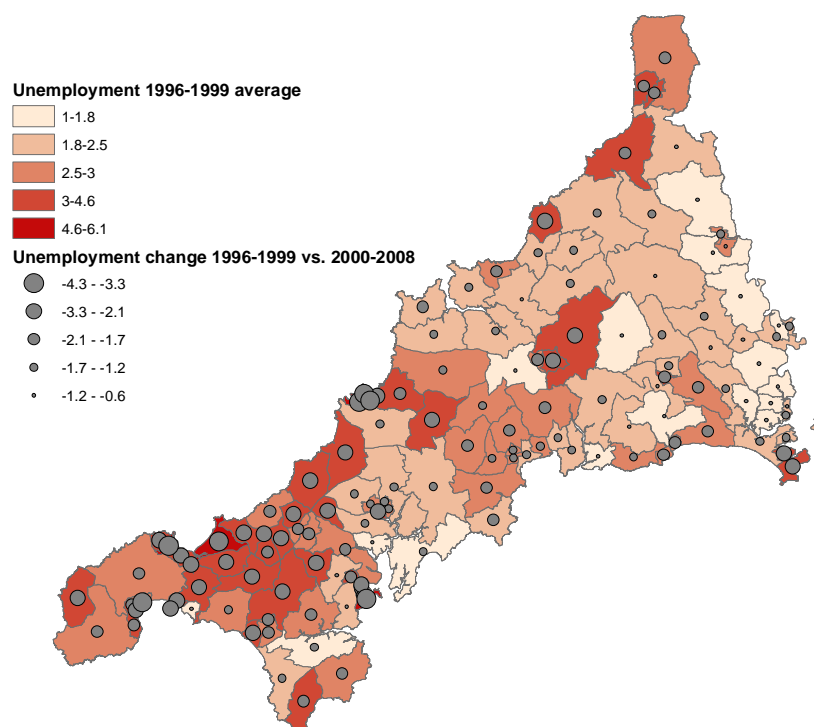 Unemployment 1996-1999 average
1-1.8
1.8-2.5
2.5-3
3-4.6
4.6-6.1
Unemployment change 1996-1999 vs. 2000-2008
-4.3 - -3.3
-3.3 - -2.1
-2.1 - -1.7
-1.7 - -1.2
-1.2 - -0.6